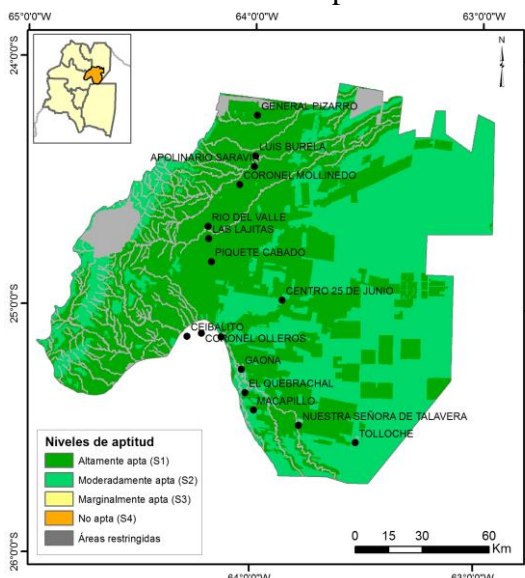 65°0'0"W 64°0'0"W 63°0'0"W
24°0'0"S
N
GENERAL PIZARRO
LUIS BURELA
APOLINARIO SARAVIA
CORONEL MOLLINEDO
RIO DEL VALLE
LAS LAJITAS
PIQUETE CABADO
CENTRO 25 DE JUNIO
25°0'0"S
CEIBALITO
CORONEL OLLEROS
GAONA
EL QUEBRACHAL
MACAPILLO
NUESTRA SEÑORA DE TALAVERA
TOLLOCHE
Niveles de aptitud
Altamente apta (S1)
Moderadamente apta (S2)
Marginalmente apta (S3)
No apta (S4)
Áreas restringidas
0 15 30 60
Km
26°0'0"S
64°0'0"W 63°0'0"W